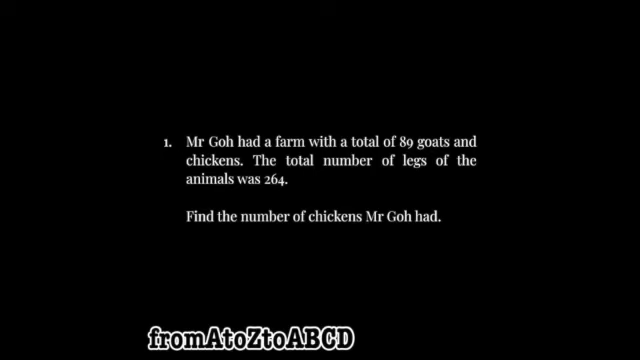 1. Mr Goh had a farm with a total of 89 goats and
chickens. The total number of legs of the
animals was 264.
Find the number of chickens Mr Goh had.
fromAtoZtoABCD